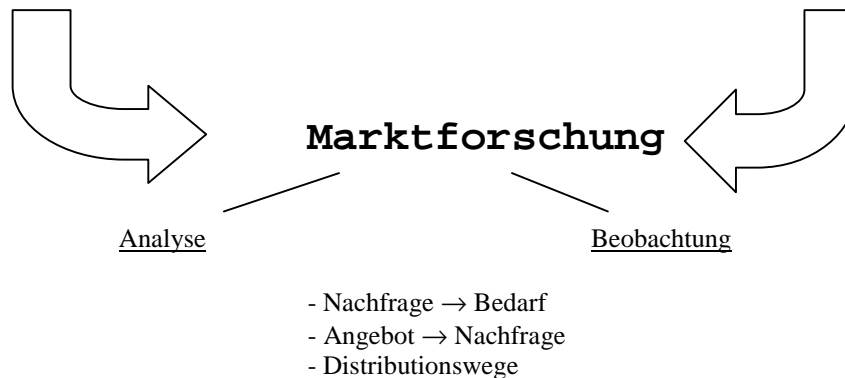 Marktforschung
Analyse Beobachtung
- Nachfrage → Bedarf
- Angebot → Nachfrage
- Distributionswege